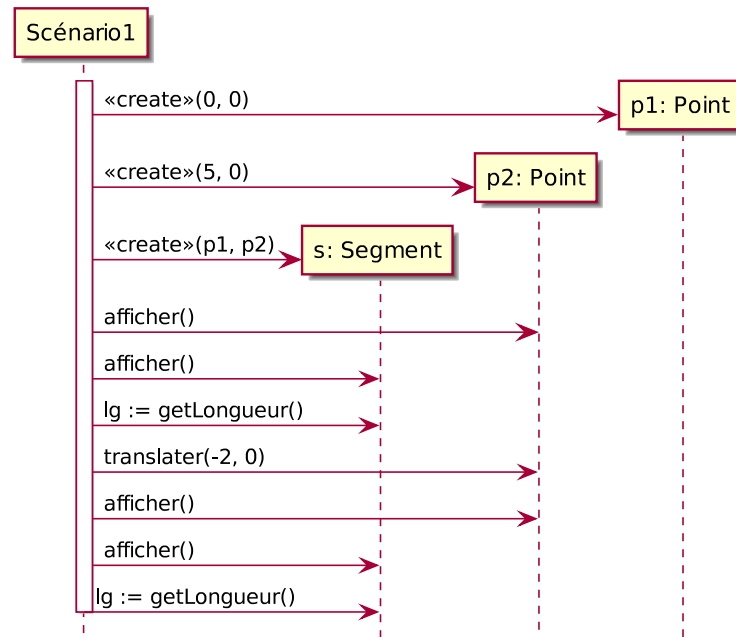 Scénario1
«create»(0, 0)
p1: Point
«create»(5, 0)
p2: Point
«create»(p1, p2)
s: Segment
afficher()
afficher()
lg := getLongueur()
translater(-2, 0)
afficher()
afficher()
lg := getLongueur()